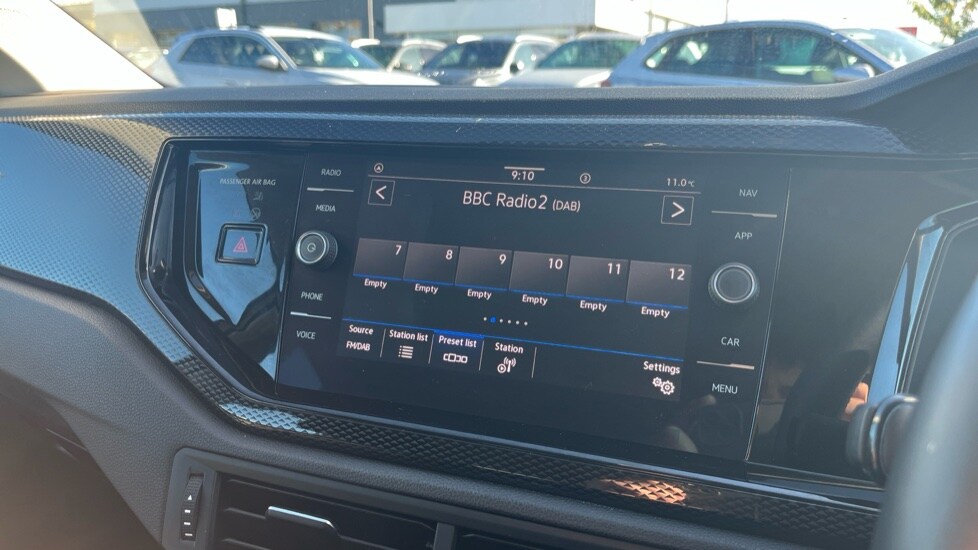 PASSENGER AIR BAG
RADIO
MEDIA
PHONE
VOICE
A
9:10
3
11.0°C
<
BBC Radio2 (DAB)
>
7 8 9 10 11 12
Empty Empty Empty Empty Empty Empty
Source Station list Preset list Station Settings
FM/DAB
NAV
APP
CAR
MENU